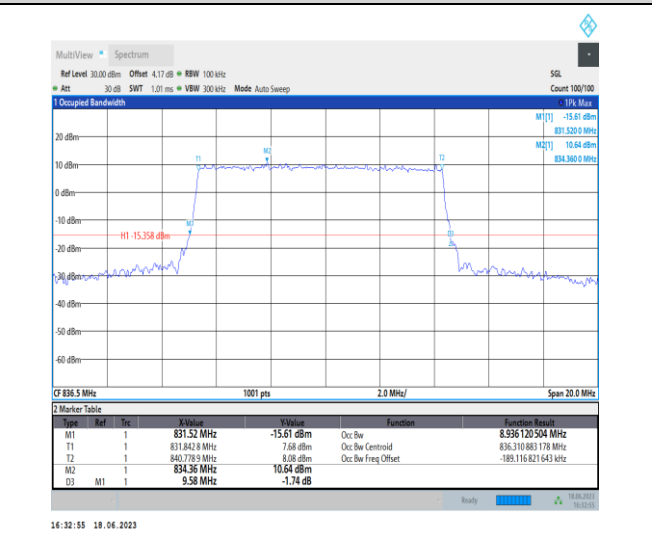 MultiView Spectrum
Ref Level 30.00 dBm Offset 4.17 dB RBW 100 kHz SGL
Att 30 dB SWT 1.01 ms VBW 300 kHz Mode Auto Sweep Count 100/100
1 Occupied Bandwidth 1Pk Max
M1[1] -15.61 dBm
831.5200 MHz
M2[1] 10.64 dBm
834.3600 MHz
20 dBm
M2
T1
T2
10 dBm
0 dBm
-10 dBm
M1
H1 -15.358 dBm
D3
-20 dBm
-30 dBm
-40 dBm
-50 dBm
-60 dBm
CF 836.5 MHz 1001 pts 2.0 MHz/ Span 20.0 MHz
2 Marker Table
Type Ref Trc X-Value Y-Value Function Function Result
M1 1 831.52 MHz -15.61 dBm Occ Bw 8.936 120 504 MHz
T1 1 831.842 8 MHz 7.68 dBm Occ Bw Centroid 836.310 883 178 MHz
T2 1 840.778 9 MHz 8.08 dBm Occ Bw Freq Offset -189.116 821 643 kHz
M2 1 834.36 MHz 10.64 dBm
D3 M1 1 9.58 MHz -1.74 dB
Ready 18.06.2023
16:32:55
16:32:55 18.06.2023